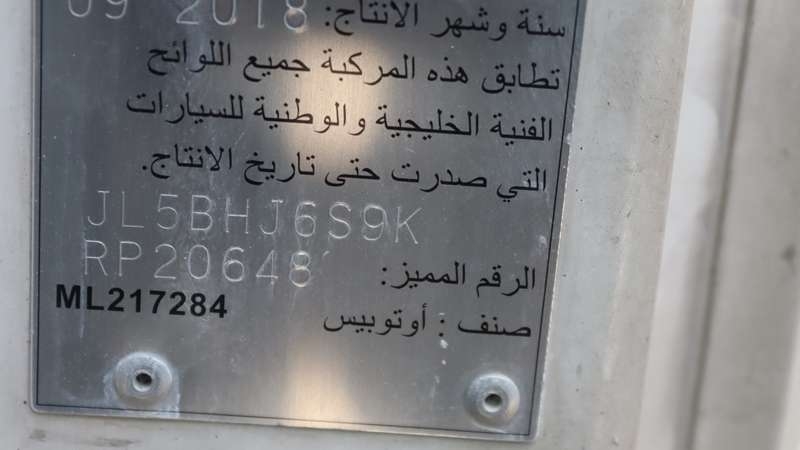 سنة وشهر الانتاج: 09 2018
تطابق هذه المركبة جميع اللوائح
الفنية الخليجية والوطنية للسيارات
التي صدرت حتى تاريخ الانتاج.
JL5BHJ6S9K
RP20648
الرقم المميز:
ML217284
صنف : أوتوبيس